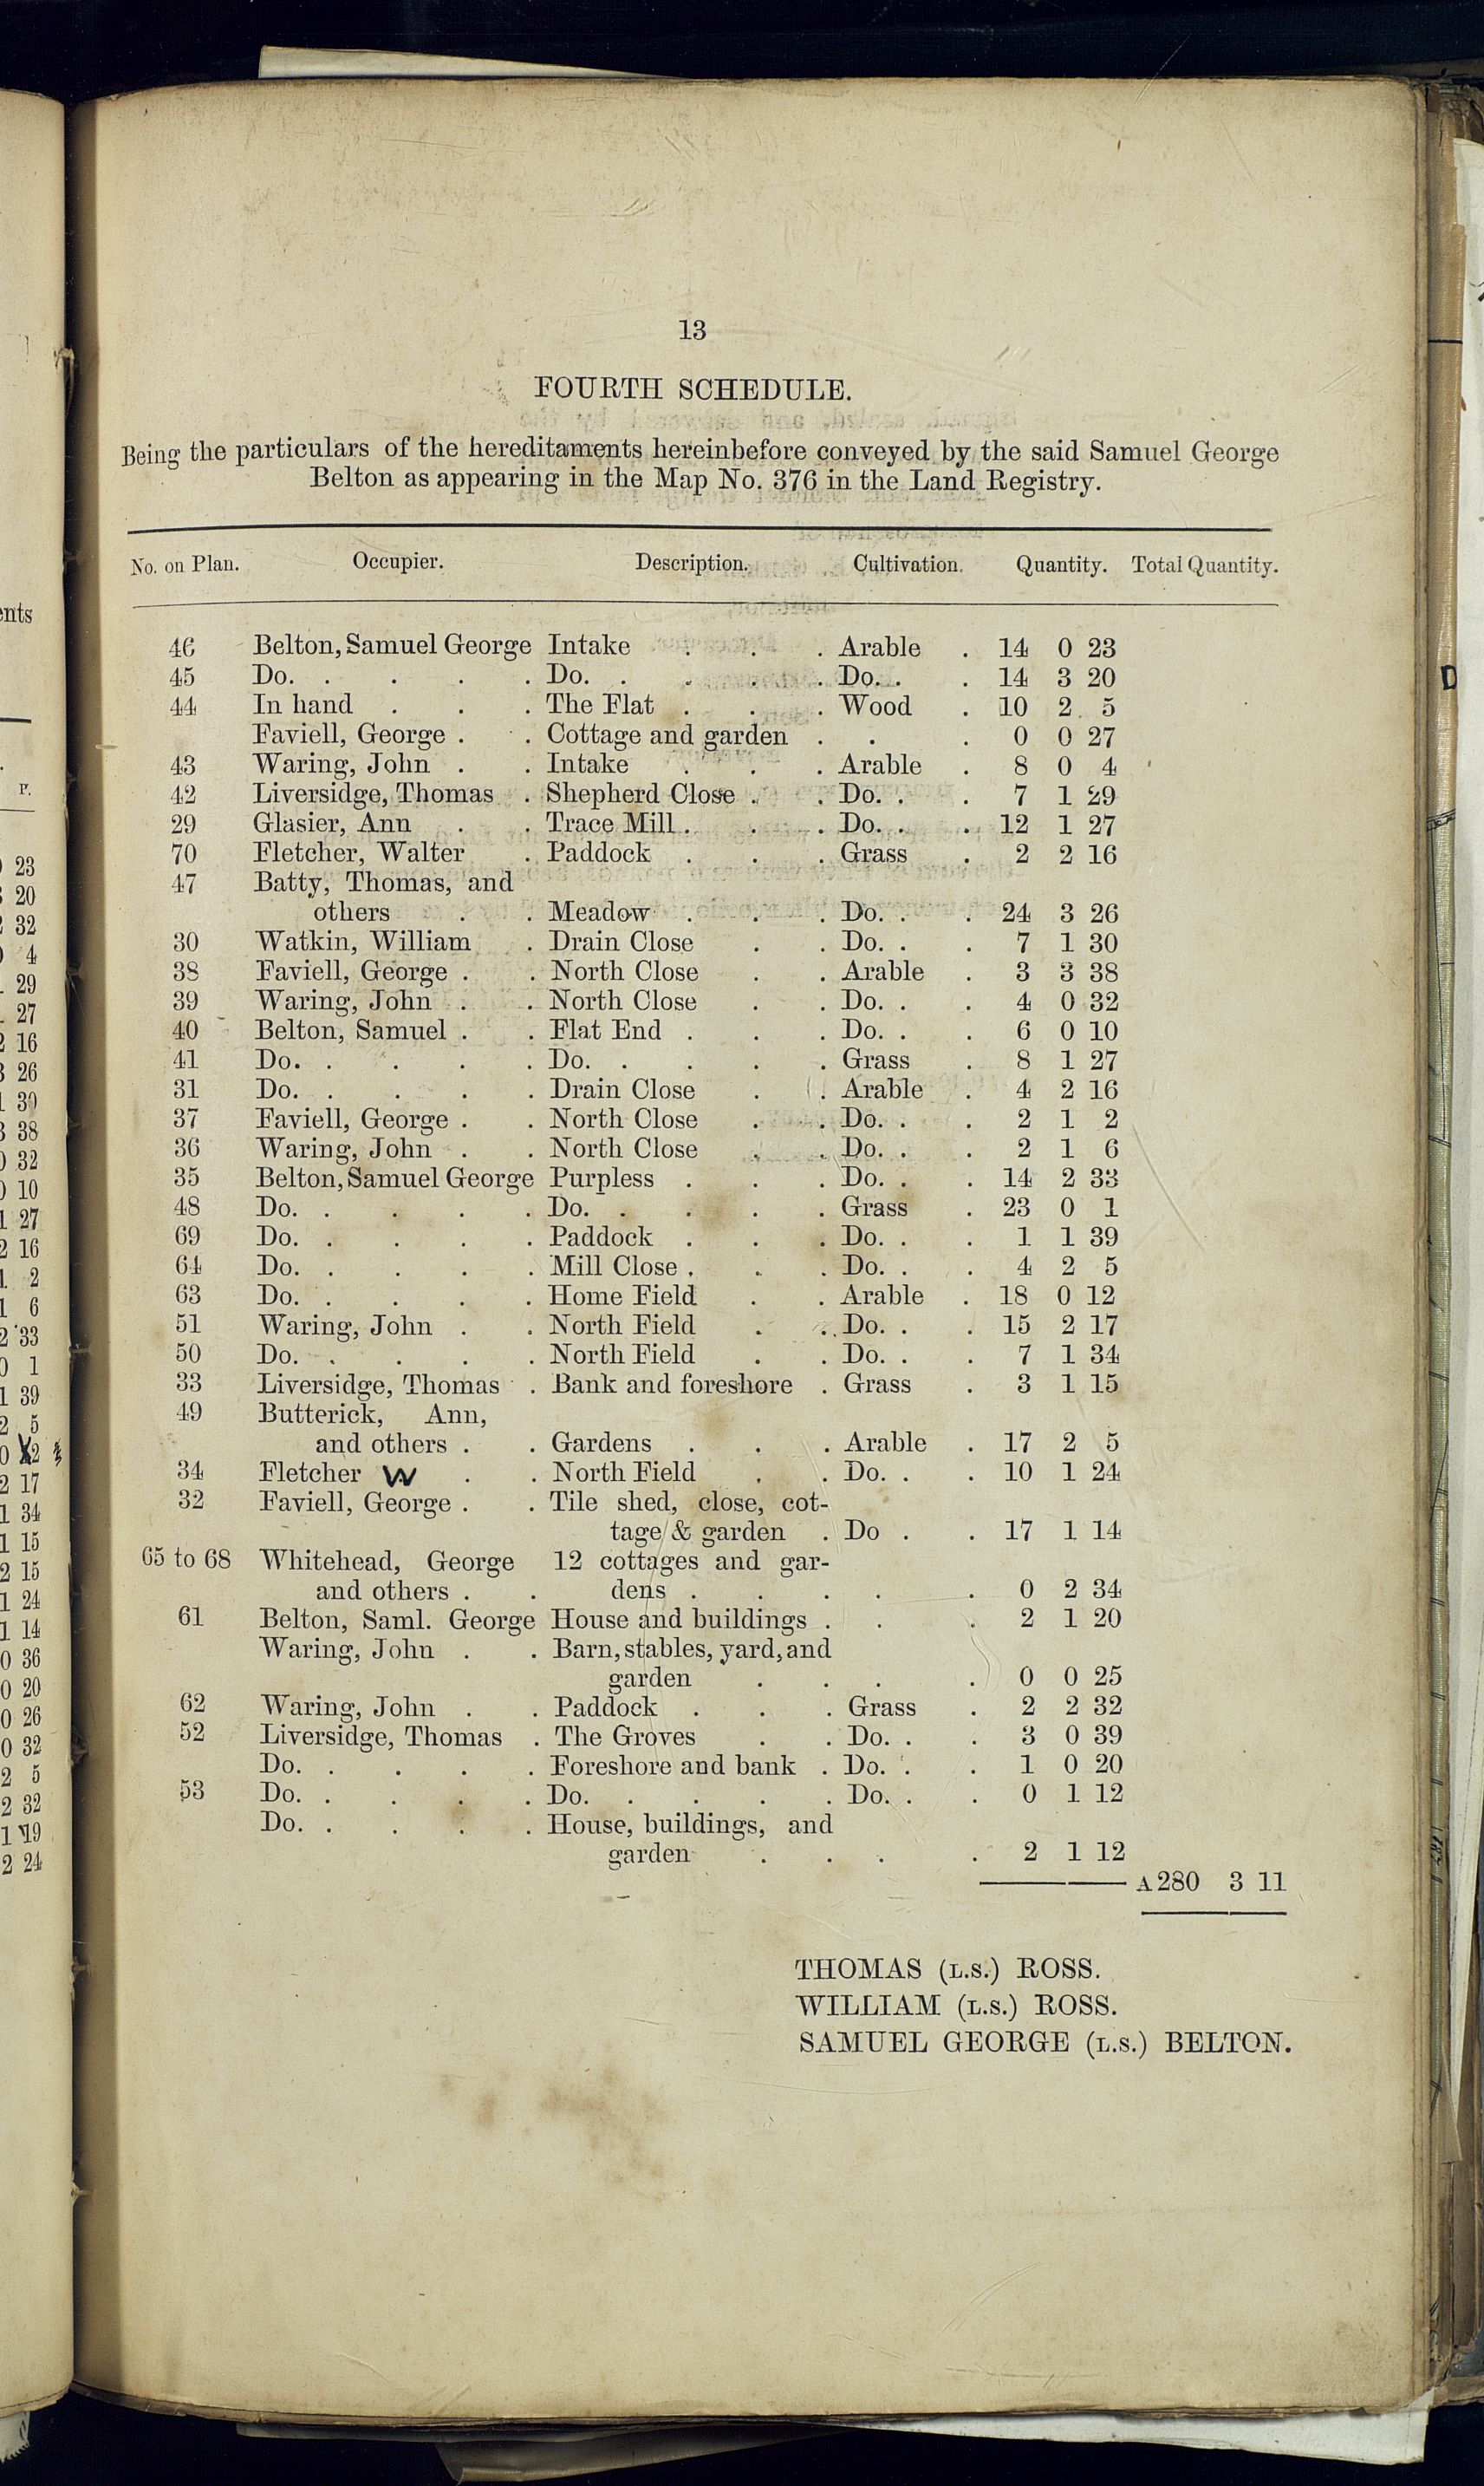 13
FOURTH SCHEDULE.
Being the particulars of the hereditaments hereinbefore conveyed by the said Samuel George
Belton as appearing in the Map No. 376 in the Land Registry.
No. on Plan. Occupier. Description. Cultivation. Quantity. Total Quantity.
46 Belton, Samuel George Intake . . . Arable . 14 0 23
45 Do. . . . . Do. . . . . Do. . . 14 3 20
44 In hand . . . The Flat . . . Wood . 10 2 5
Faviell, George . . Cottage and garden . . . 0 0 27
43 Waring, John . . Intake . . . Arable . 8 0 4
42 Liversidge, Thomas . Shepherd Close . . Do. . . 7 1 29
29 Glasier, Ann . . Trace Mill . . . Do. . . 12 1 27
70 Fletcher, Walter . Paddock . . . Grass . 2 2 16
47 Batty, Thomas, and
others . . Meadow . . . Do. . . 24 3 26
30 Watkin, William . Drain Close . . Do. . . 7 1 30
38 Faviell, George . . North Close . . Arable . 3 3 38
39 Waring, John . . North Close . . Do. . . 4 0 32
40 Belton, Samuel . . Flat End . . . Do. . . 6 0 10
41 Do. . . . . Do. . . . . Grass . 8 1 27
31 Do. . . . . Drain Close . . Arable . 4 2 16
37 Faviell, George . . North Close . . Do. . . 2 1 2
36 Waring, John . . North Close . . Do. . . 2 1 6
35 Belton, Samuel George Purpless . . . Do. . . 14 2 33
48 Do. . . . . Do. . . . . Grass . 23 0 1
69 Do. . . . . Paddock . . . Do. . . 1 1 39
64 Do. . . . . Mill Close . . . Do. . . 4 2 5
63 Do. . . . . Home Field . . Arable . 18 0 12
51 Waring, John . . North Field . . Do. . . 15 2 17
50 Do. . . . . North Field . . Do. . . 7 1 34
33 Liversidge, Thomas . Bank and foreshore . Grass . 3 1 15
49 Butterick, Ann,
and others . . Gardens . . . Arable . 17 2 5
34 Fletcher W . . North Field . . Do. . . 10 1 24
32 Faviell, George . . Tile shed, close, cot-
tage & garden . Do . . 17 1 14
65 to 68 Whitehead, George 12 cottages and gar-
and others . . dens . . . . . 0 2 34
61 Belton, Saml. George House and buildings . . . 2 1 20
Waring, John . . Barn, stables, yard, and
garden . . . . 0 0 25
62 Waring, John . . Paddock . . . Grass . 2 2 32
52 Liversidge, Thomas . The Groves . . Do. . . 3 0 39
Do. . . . . Foreshore and bank . Do. . . 1 0 20
53 Do. . . . . Do. . . . . Do. . . 0 1 12
Do. . . . . House, buildings, and
garden . . . . 2 1 12
A 280 3 11
THOMAS (L.S.) ROSS.
WILLIAM (L.S.) ROSS.
SAMUEL GEORGE (L.S.) BELTON.